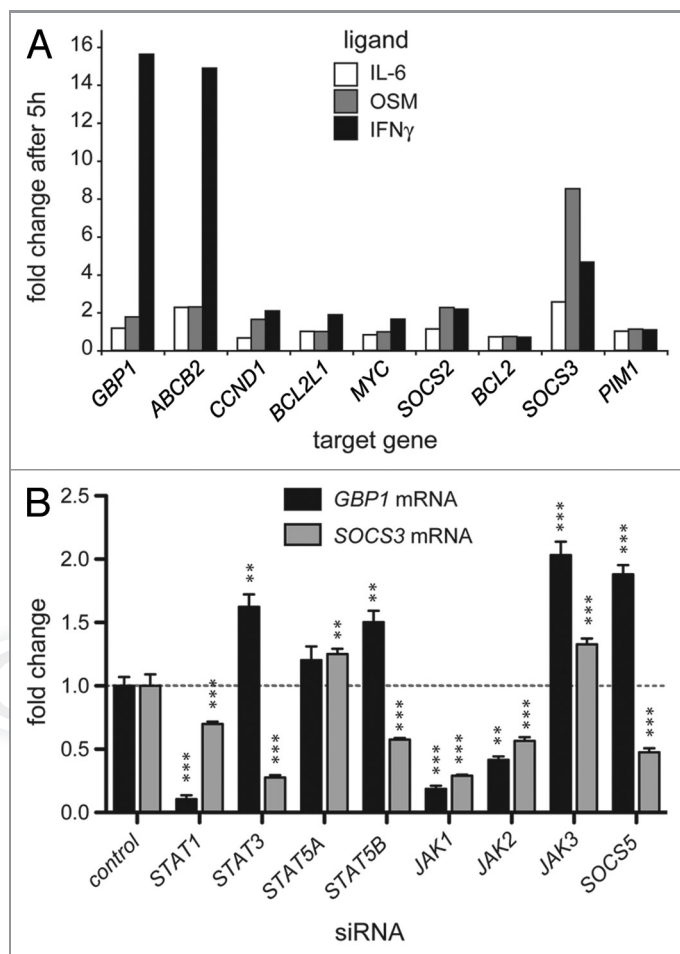 A
ligand
IL-6
OSM
IFNγ
fold change after 5h
16
14
12
10
8
6
4
2
0
GBP1
ABCB2
CCND1
BCL2L1
MYC
SOCS2
BCL2
SOCS3
PIM1
target gene
B
GBP1 mRNA
SOCS3 mRNA
fold change
2.5
2.0
1.5
1.0
0.5
0.0
***
***
**
***
**
**
***
***
***
**
***
***
***
***
***
control
STAT1
STAT3
STAT5A
STAT5B
JAK1
JAK2
JAK3
SOCS5
siRNA